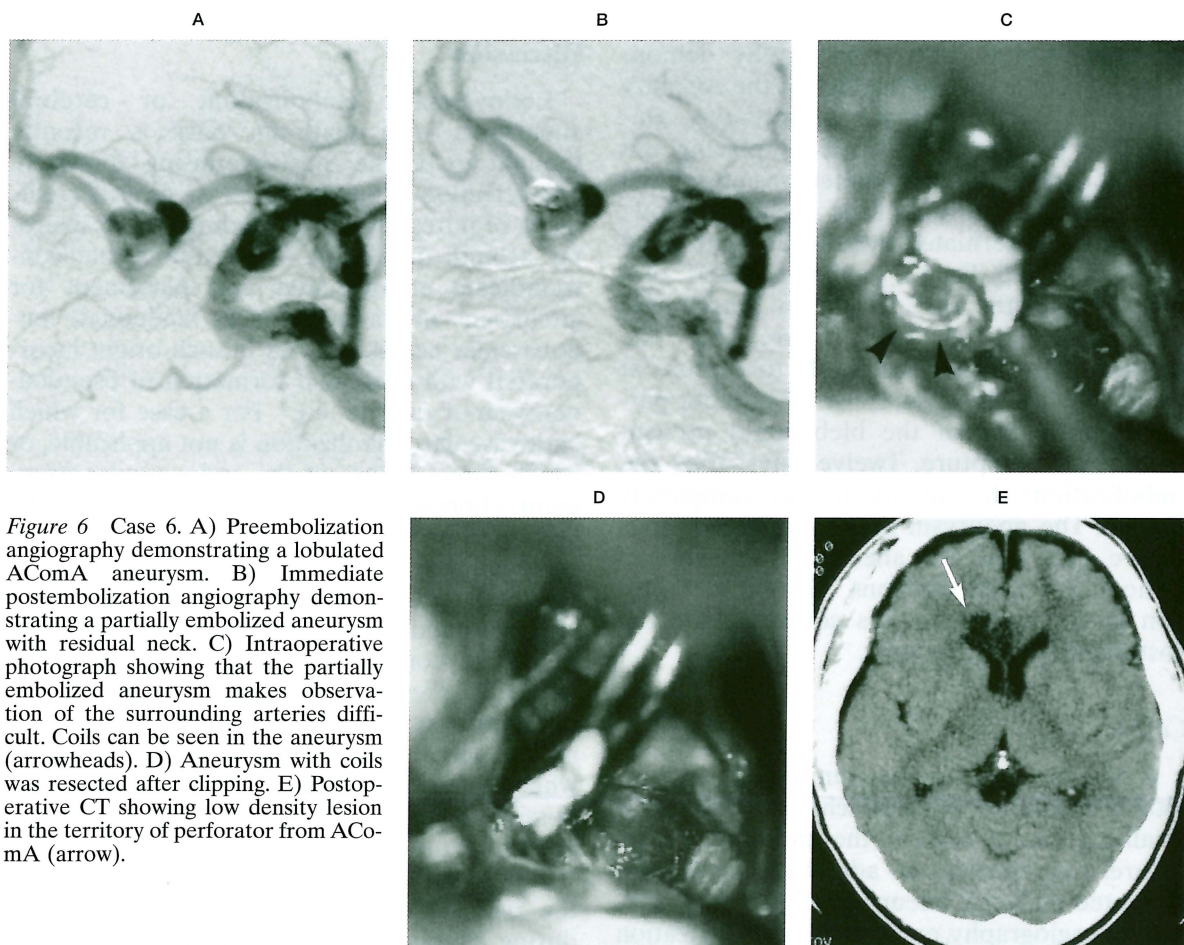 A
B
C
D
E
Figure 6 Case 6. A) Preembolization
angiography demonstrating a lobulated
AComA aneurysm. B) Immediate
postembolization angiography demon-
strating a partially embolized aneurysm
with residual neck. C) Intraoperative
photograph showing that the partially
embolized aneurysm makes observa-
tion of the surrounding arteries diffi-
cult. Coils can be seen in the aneurysm
(arrowheads). D) Aneurysm with coils
was resected after clipping. E) Postop-
erative CT showing low density lesion
in the territory of perforator from ACo-
mA (arrow).